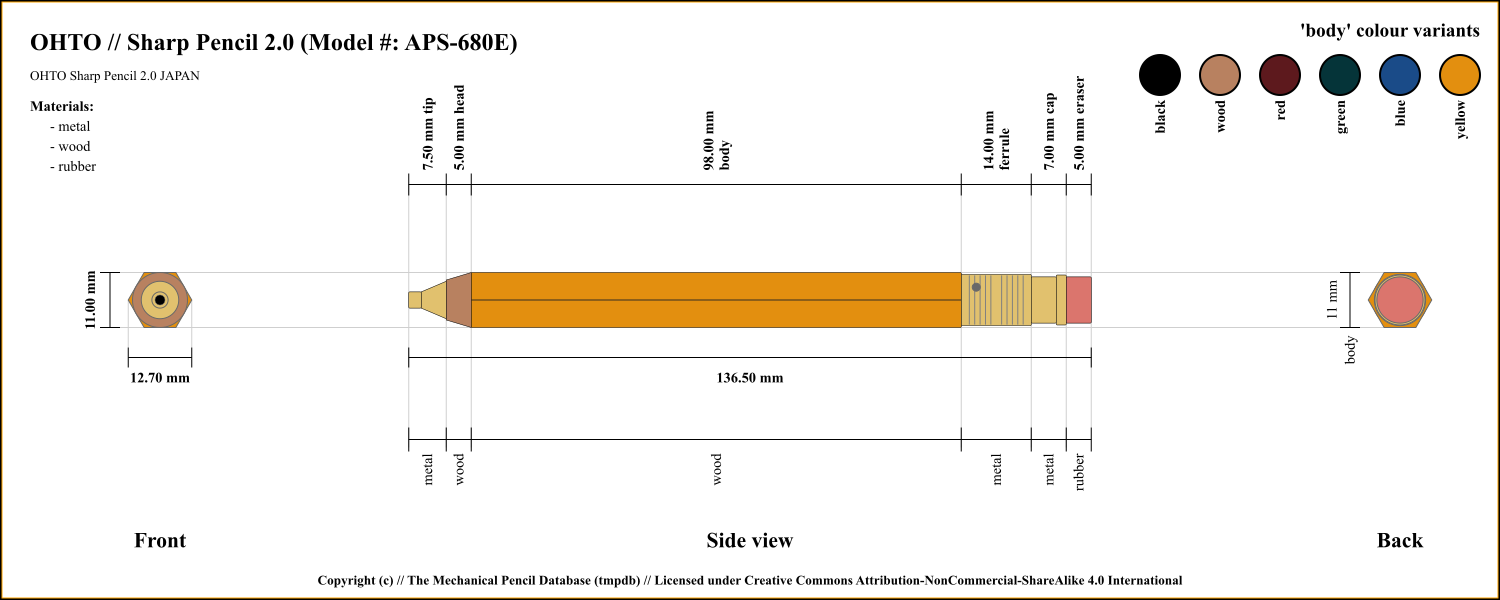 OHTO // Sharp Pencil 2.0 (Model #: APS-680E)
OHTO Sharp Pencil 2.0 JAPAN
Materials:
- metal
- wood
- rubber
'body' colour variants
black
wood
red
green
blue
yellow
7.50 mm tip
5.00 mm head
98.00 mm
body
14.00 mm
ferrule
7.00 mm cap
5.00 mm eraser
11.00 mm
12.70 mm
136.50 mm
11 mm
body
metal
wood
wood
metal
metal
rubber
Front
Side view
Back
Copyright (c) // The Mechanical Pencil Database (tmpdb) // Licensed under Creative Commons Attribution-NonCommercial-ShareAlike 4.0 International